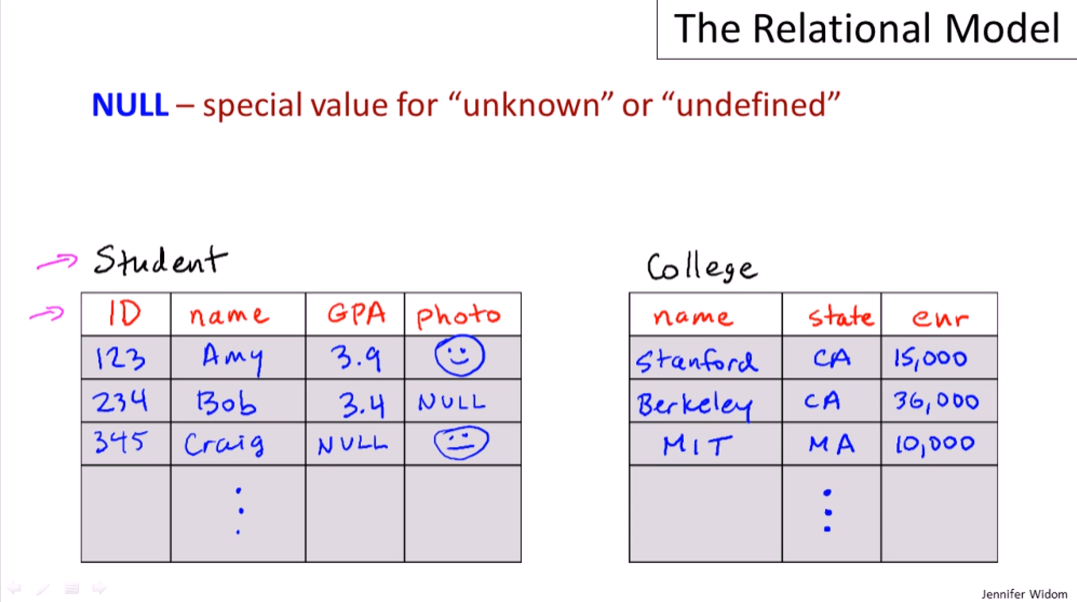 The Relational Model
NULL – special value for “unknown” or “undefined”
Student
ID name GPA photo
123 Amy 3.9
234 Bob 3.4 NULL
345 Craig NULL
College
name state enr
Stanford CA 15,000
Berkeley CA 36,000
MIT MA 10,000
Jennifer Widom